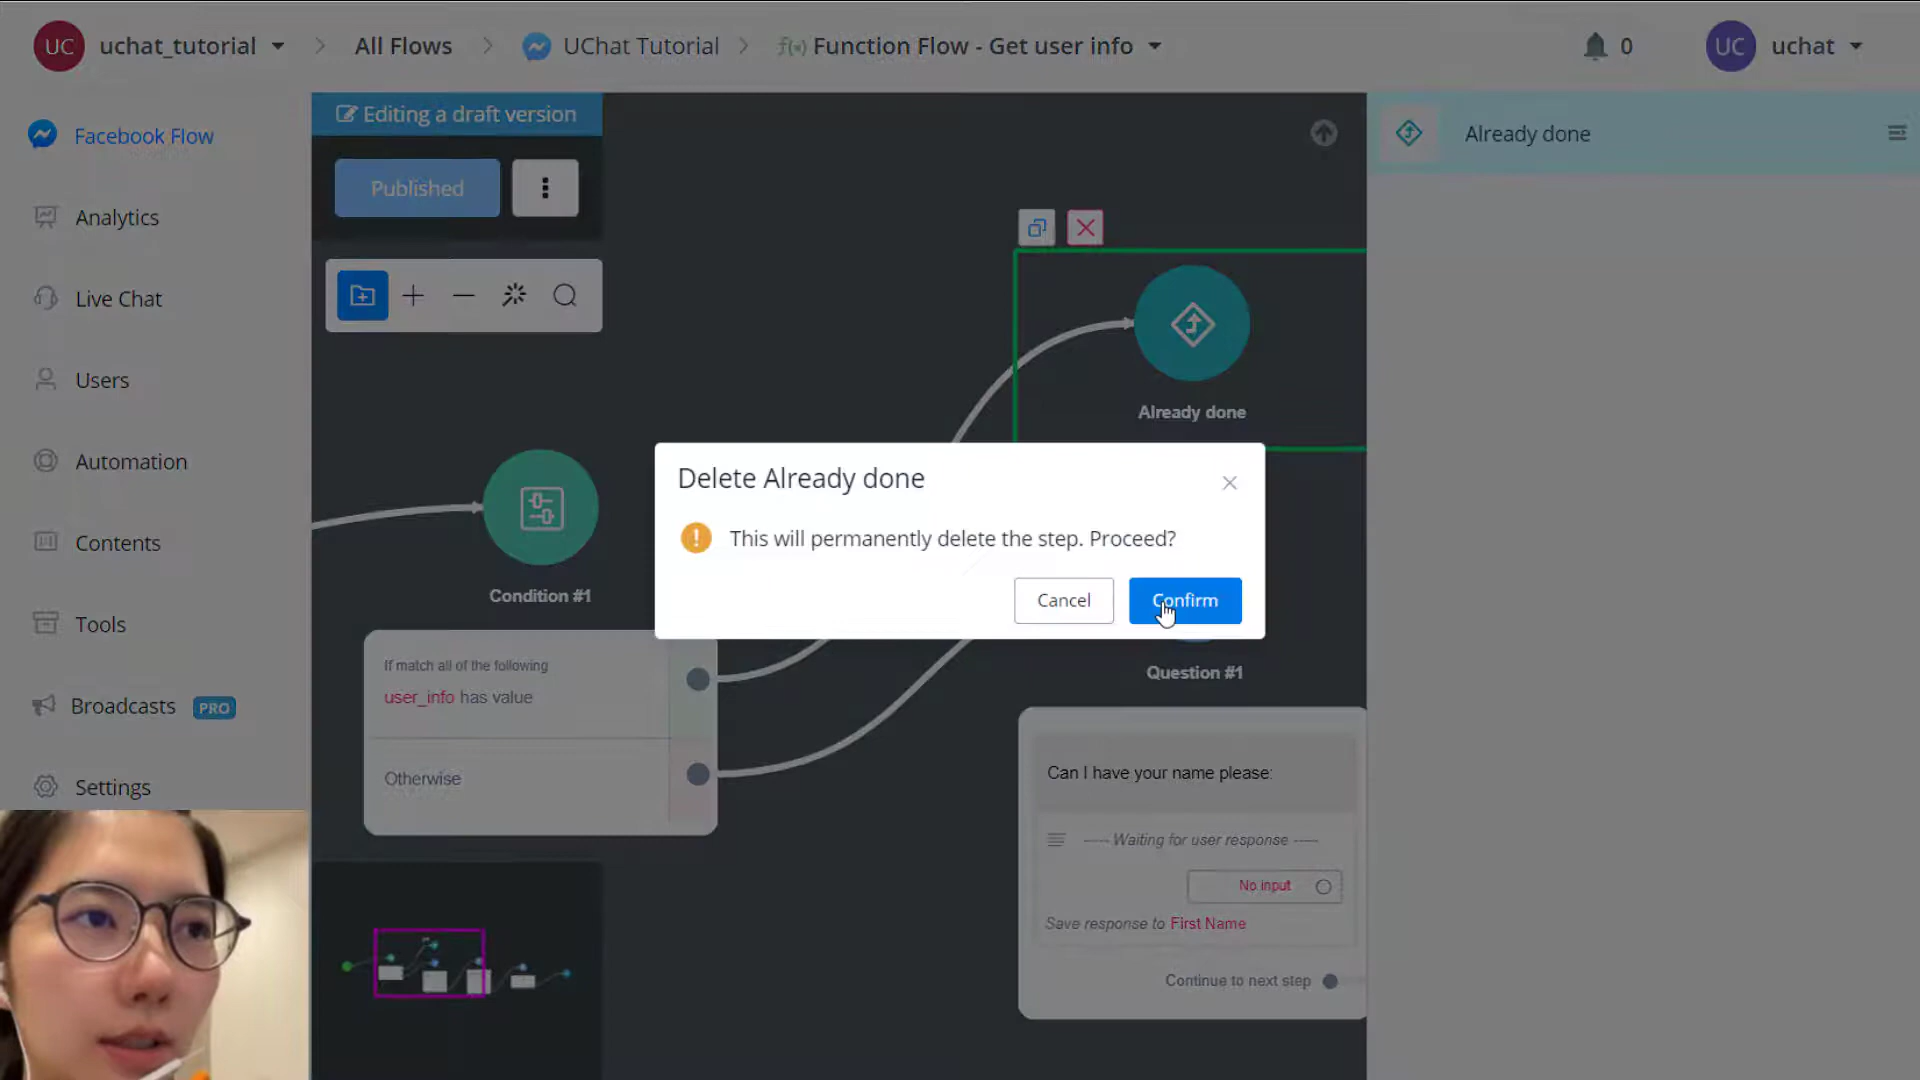 UC uchat_tutorial All Flows UChat Tutorial f(x) Function Flow - Get user info 0 UC uchat
Facebook Flow
Analytics
Live Chat
Users
Automation
Contents
Tools
Broadcasts PRO
Settings
Editing a draft version
Published
Already done
Already done
Condition #1
If match all of the following
user_info has value
Otherwise
Delete Already done
This will permanently delete the step. Proceed?
Cancel Confirm
Question #1
Can I have your name please:
----- Waiting for user response -----
No input
Save response to First Name
Continue to next step